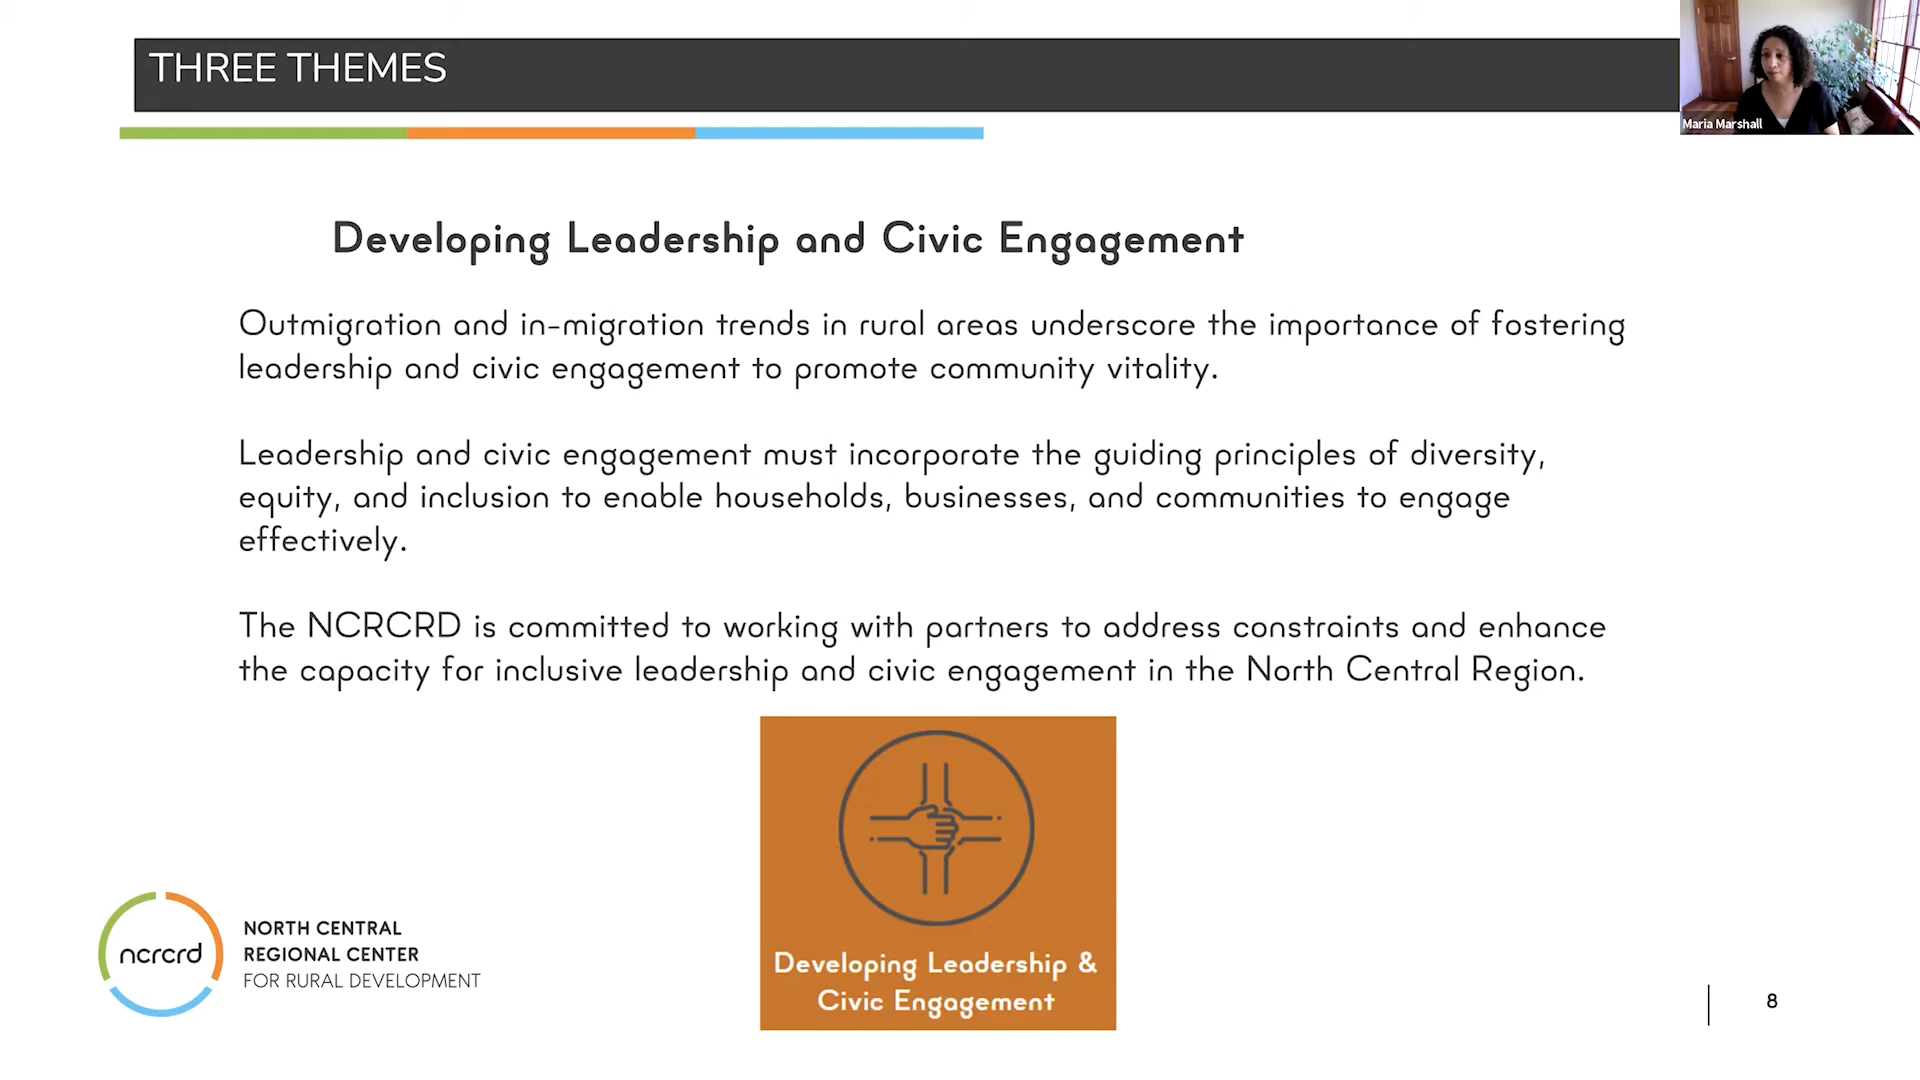 THREE THEMES
Maria Marshall
Developing Leadership and Civic Engagement
Outmigration and in-migration trends in rural areas underscore the importance of fostering
leadership and civic engagement to promote community vitality.
Leadership and civic engagement must incorporate the guiding principles of diversity,
equity, and inclusion to enable households, businesses, and communities to engage
effectively.
The NCRCRD is committed to working with partners to address constraints and enhance
the capacity for inclusive leadership and civic engagement in the North Central Region.
Developing Leadership &
Civic Engagement
ncrcrd
NORTH CENTRAL
REGIONAL CENTER
FOR RURAL DEVELOPMENT
8